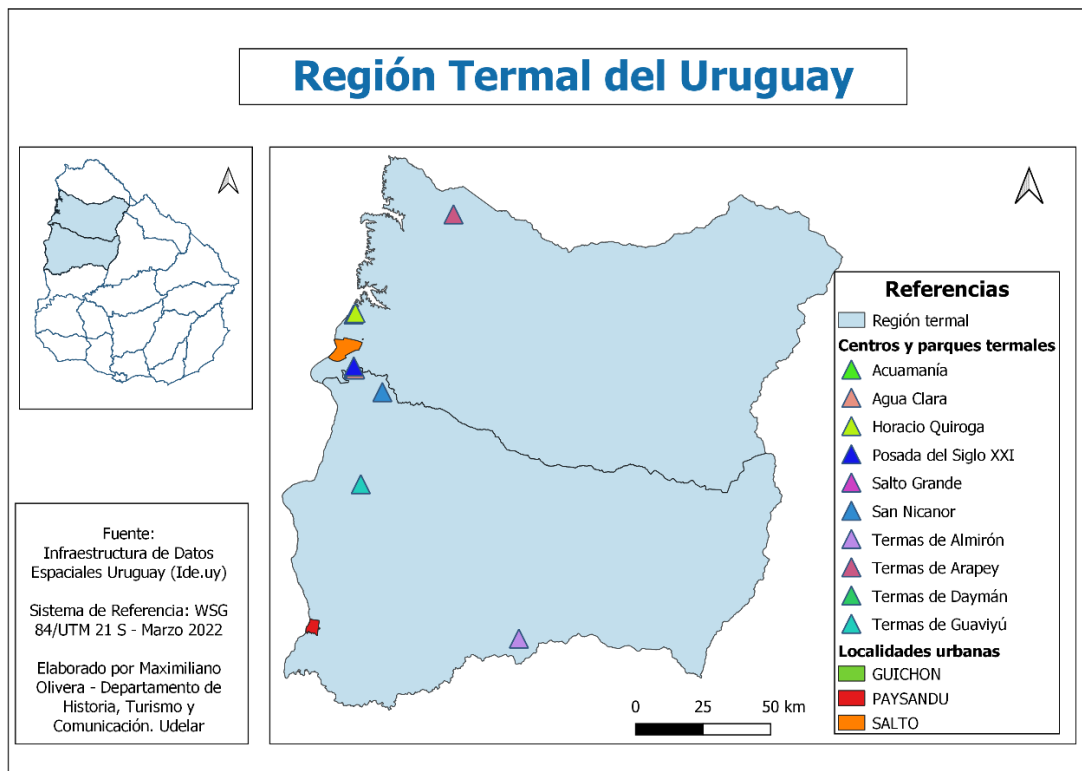 Región Termal del Uruguay
Referencias
Región termal
Centros y parques termales
Acuamanía
Agua Clara
Horacio Quiroga
Posada del Siglo XXI
Salto Grande
San Nicanor
Termas de Almirón
Termas de Arapey
Termas de Daymán
Termas de Guaviyú
Localidades urbanas
GUICHON
PAYSANDU
SALTO
0 25 50 km
Fuente:
Infraestructura de Datos
Espaciales Uruguay (Ide.uy)
Sistema de Referencia: WSG
84/UTM 21 S - Marzo 2022
Elaborado por Maximiliano
Olivera - Departamento de
Historia, Turismo y
Comunicación. Udelar